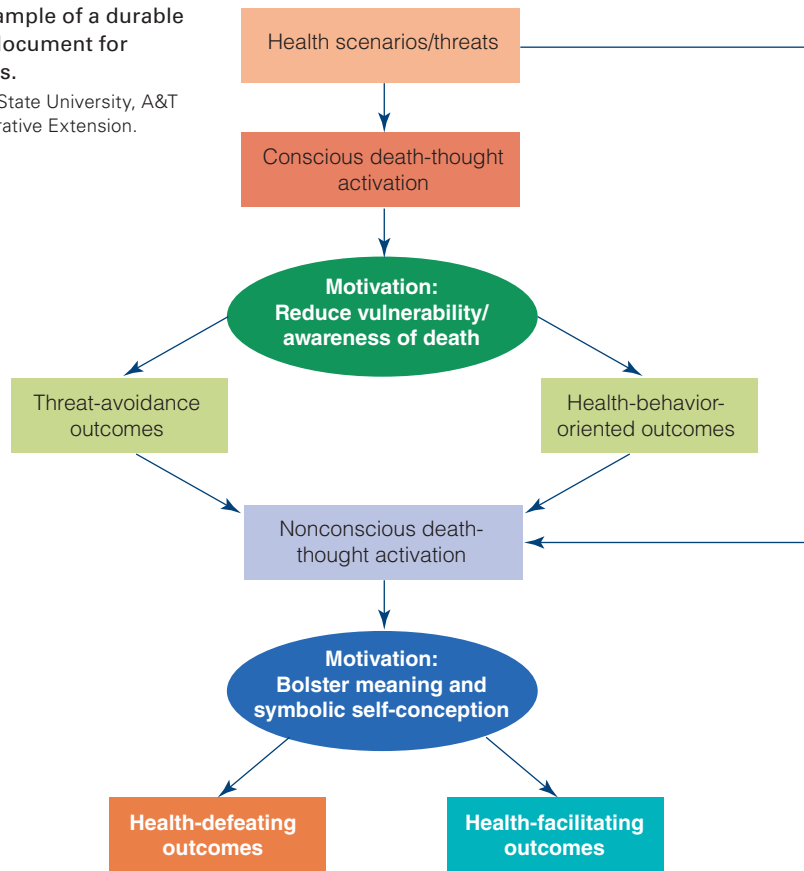 ample of a durable
document for
s.
State University, A&T
rative Extension.
Health scenarios/threats
Conscious death-thought
activation
Motivation:
Reduce vulnerability/
awareness of death
Threat-avoidance
outcomes
Health-behavior-
oriented outcomes
Nonconscious death-
thought activation
Motivation:
Bolster meaning and
symbolic self-conception
Health-defeating
outcomes
Health-facilitating
outcomes